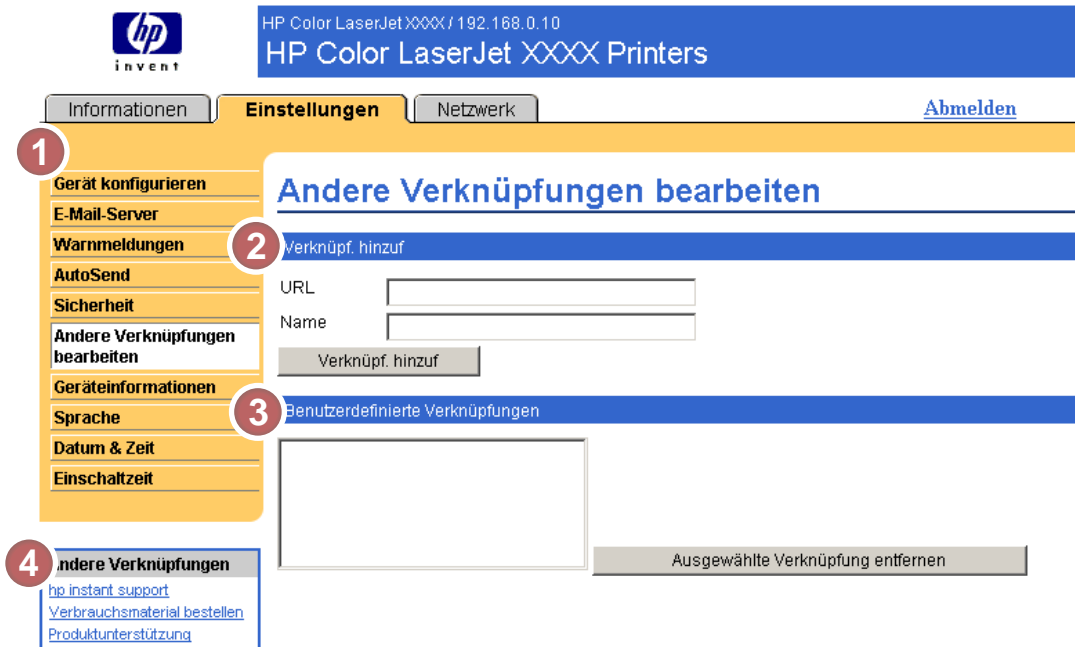 hp
invent
HP Color LaserJet XXXX / 192.168.0.10
HP Color LaserJet XXXX Printers
Informationen
Einstellungen
Netzwerk
Abmelden
1
Gerät konfigurieren
E-Mail-Server
Warnmeldungen
AutoSend
Sicherheit
Andere Verknüpfungen
bearbeiten
Geräteinformationen
Sprache
Datum & Zeit
Einschaltzeit
Andere Verknüpfungen bearbeiten
2
Verknüpf. hinzuf
URL
Name
Verknüpf. hinzuf
3
Benutzerdefinierte Verknüpfungen
Ausgewählte Verknüpfung entfernen
4
Andere Verknüpfungen
hp instant support
Verbrauchsmaterial bestellen
Produktunterstützung